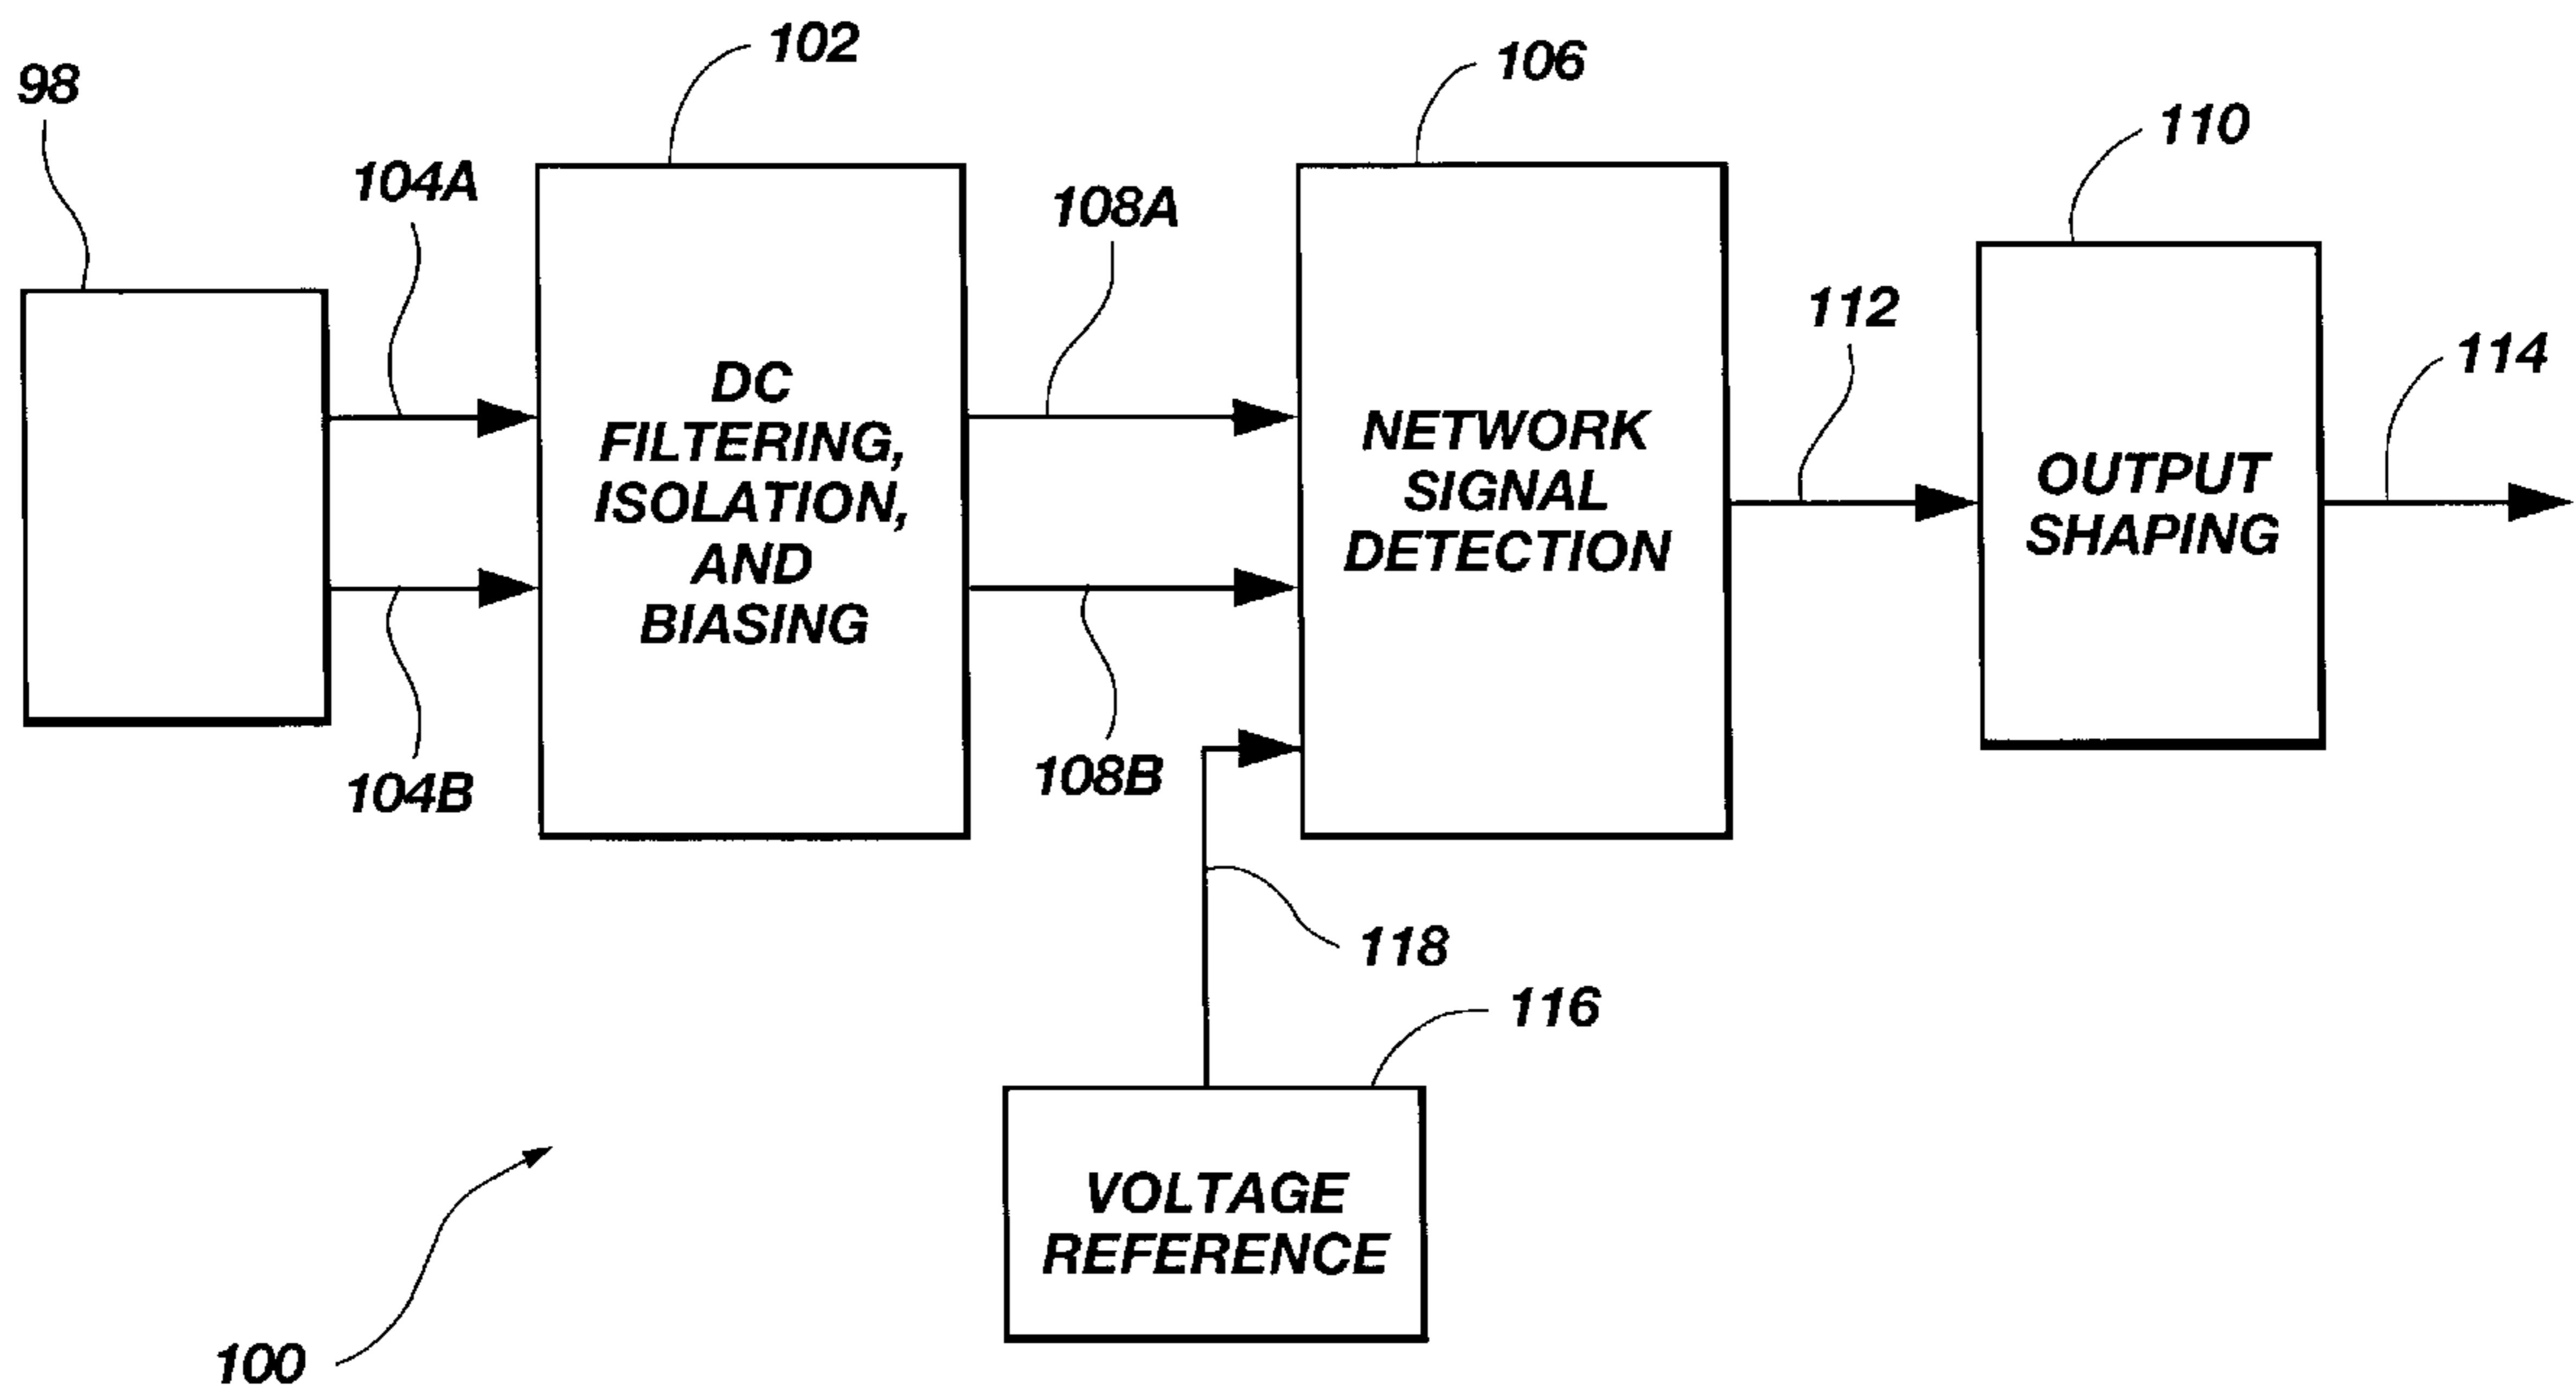 102
106
98
110
104A
108A
112
114
DC
FILTERING,
ISOLATION,
AND
BIASING
NETWORK
SIGNAL
DETECTION
OUTPUT
SHAPING
104B
108B
118
116
VOLTAGE
REFERENCE
100